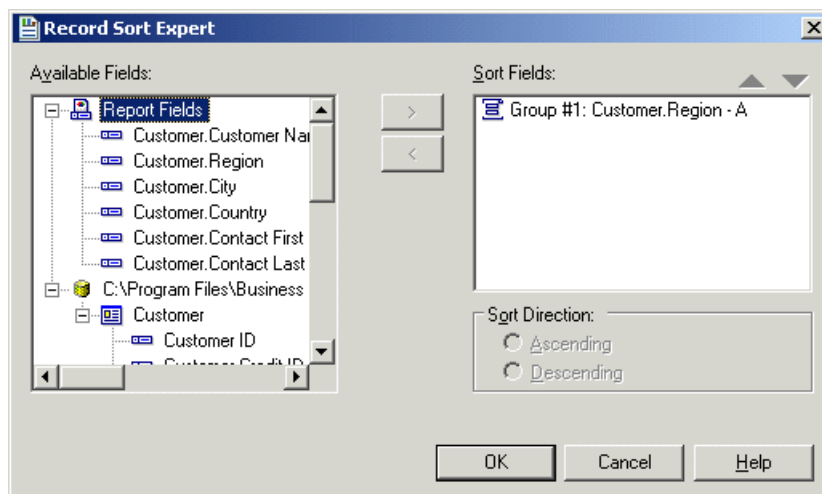 Record Sort Expert
Available Fields:
Report Fields
Customer.Customer Nar
Customer.Region
Customer.City
Customer.Country
Customer.Contact First
Customer.Contact Last
C:\Program Files\Business
Customer
Customer ID
>
<
Sort Fields:
Group #1: Customer.Region - A
Sort Direction:
Ascending
Descending
OK
Cancel
Help